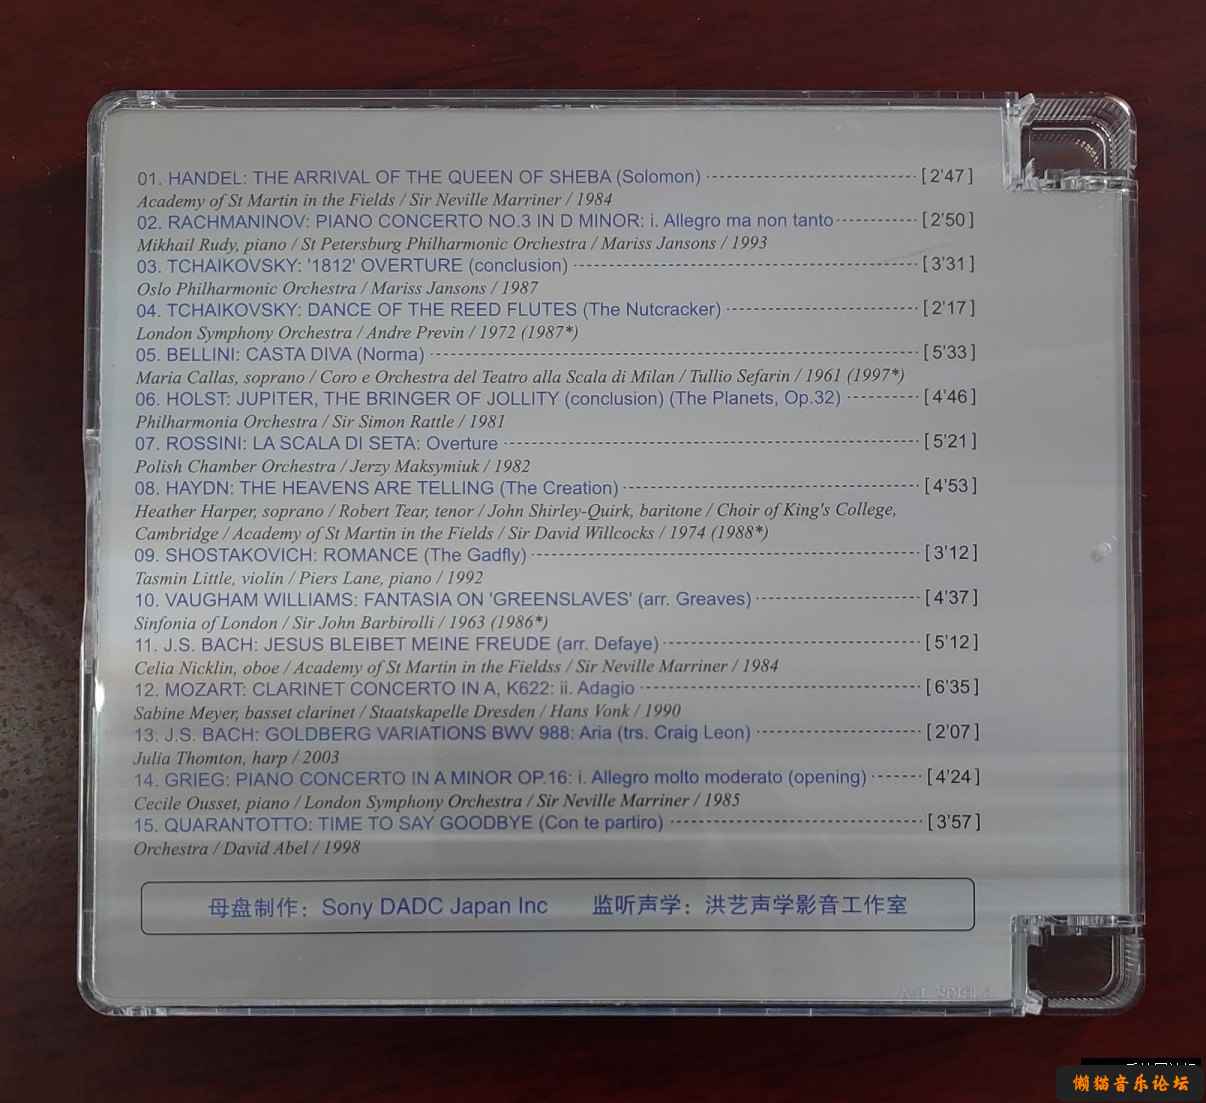 01. HANDEL: THE ARRIVAL OF THE QUEEN OF SHEBA (Solomon) [2'47]
Academy of St Martin in the Fields / Sir Neville Marriner / 1984
02. RACHMANINOV: PIANO CONCERTO NO.3 IN D MINOR: i. Allegro ma non tanto [2'50]
Mikhail Rudy, piano / St Petersburg Philharmonic Orchestra / Mariss Jansons / 1993
03. TCHAIKOVSKY: '1812' OVERTURE (conclusion) [3'31]
Oslo Philharmonic Orchestra / Mariss Jansons / 1987
04. TCHAIKOVSKY: DANCE OF THE REED FLUTES (The Nutcracker) [2'17]
London Symphony Orchestra / Andre Previn / 1972 (1987*)
05. BELLINI: CASTA DIVA (Norma) [5'33]
Maria Callas, soprano / Coro e Orchestra del Teatro alla Scala di Milan / Tullio Sefarin / 1961 (1997*)
06. HOLST: JUPITER, THE BRINGER OF JOLLITY (conclusion) (The Planets, Op.32) [4'46]
Philharmonia Orchestra / Sir Simon Rattle / 1981
07. ROSSINI: LA SCALA DI SETA: Overture [5'21]
Polish Chamber Orchestra / Jerzy Maksymiuk / 1982
08. HAYDN: THE HEAVENS ARE TELLING (The Creation) [4'53]
Heather Harper, soprano / Robert Tear, tenor / John Shirley-Quirk, baritone / Choir of King's College,
Cambridge / Academy of St Martin in the Fields / Sir David Willcocks / 1974 (1988*)
09. SHOSTAKOVICH: ROMANCE (The Gadfly) [3'12]
Tasmin Little, violin / Piers Lane, piano / 1992
10. VAUGHAM WILLIAMS: FANTASIA ON 'GREENSLAVES' (arr. Greaves) [4'37]
Sinfonia of London / Sir John Barbirolli / 1963 (1986*)
11. J.S. BACH: JESUS BLEIBET MEINE FREUDE (arr. Defaye) [5'12]
Celia Nicklin, oboe / Academy of St Martin in the Fieldss / Sir Neville Marriner / 1984
12. MOZART: CLARINET CONCERTO IN A, K622: ii. Adagio [6'35]
Sabine Meyer, basset clarinet / Staatskapelle Dresden / Hans Vonk / 1990
13. J.S. BACH: GOLDBERG VARIATIONS BWV 988: Aria (trs. Craig Leon) [2'07]
Julia Thomton, harp / 2003
14. GRIEG: PIANO CONCERTO IN A MINOR OP.16: i. Allegro molto moderato (opening) [4'24]
Cecile Ousset, piano / London Symphony Orchestra / Sir Neville Marriner / 1985
15. QUARANTOTTO: TIME TO SAY GOODBYE (Con te partiro) [3'57]
Orchestra / David Abel / 1998
母盘制作：Sony DADC Japan Inc 监听声学：洪艺声学影音工作室
懒猫音乐论坛